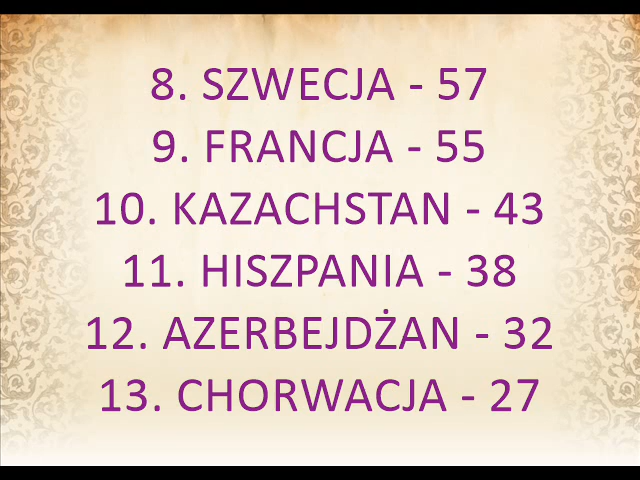 8. SZWECJA - 57
9. FRANCJA - 55
10. KAZACHSTAN - 43
11. HISZPANIA - 38
12. AZERBEJDŻAN - 32
13. CHORWACJA - 27